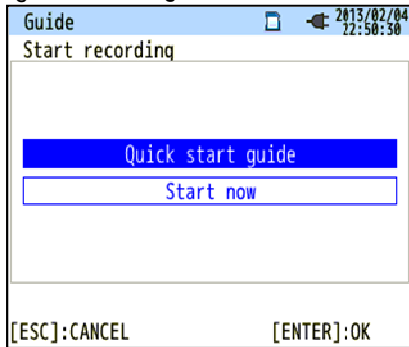 Guide
2013/02/04
22:50:30
Start recording
Quick start guide
Start now
[ESC]:CANCEL
[ENTER]:OK